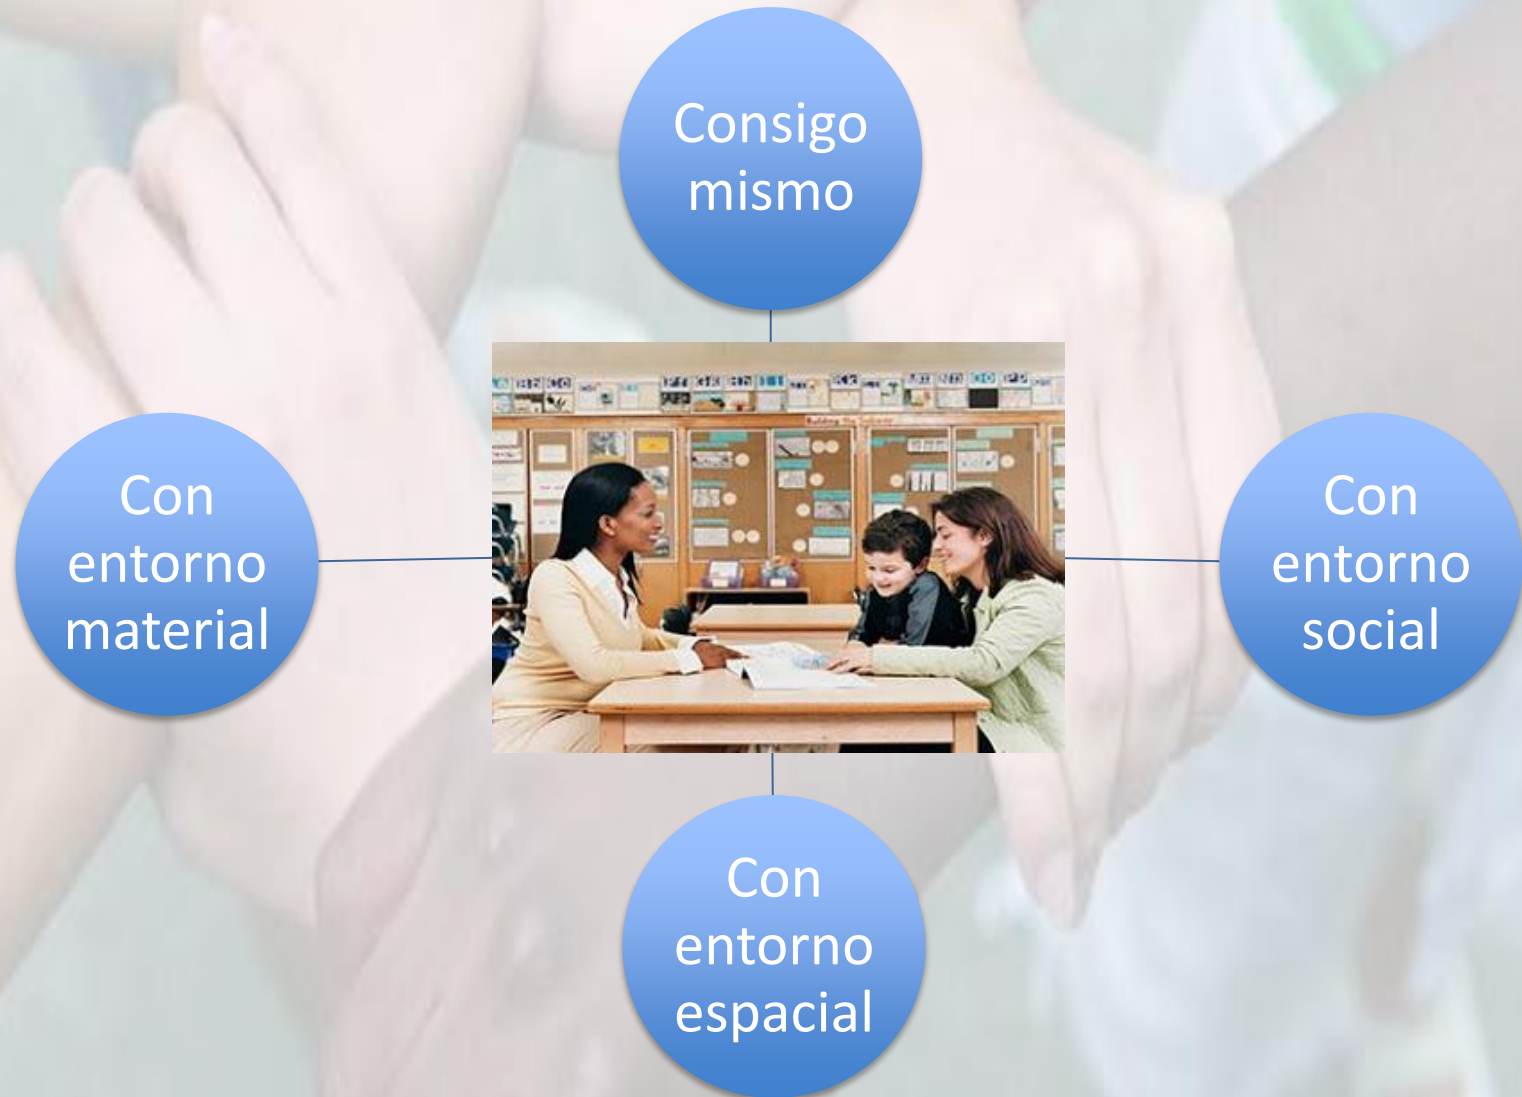 Consigo
mismo
Con
entorno
material
Con
entorno
social
Con
entorno
espacial